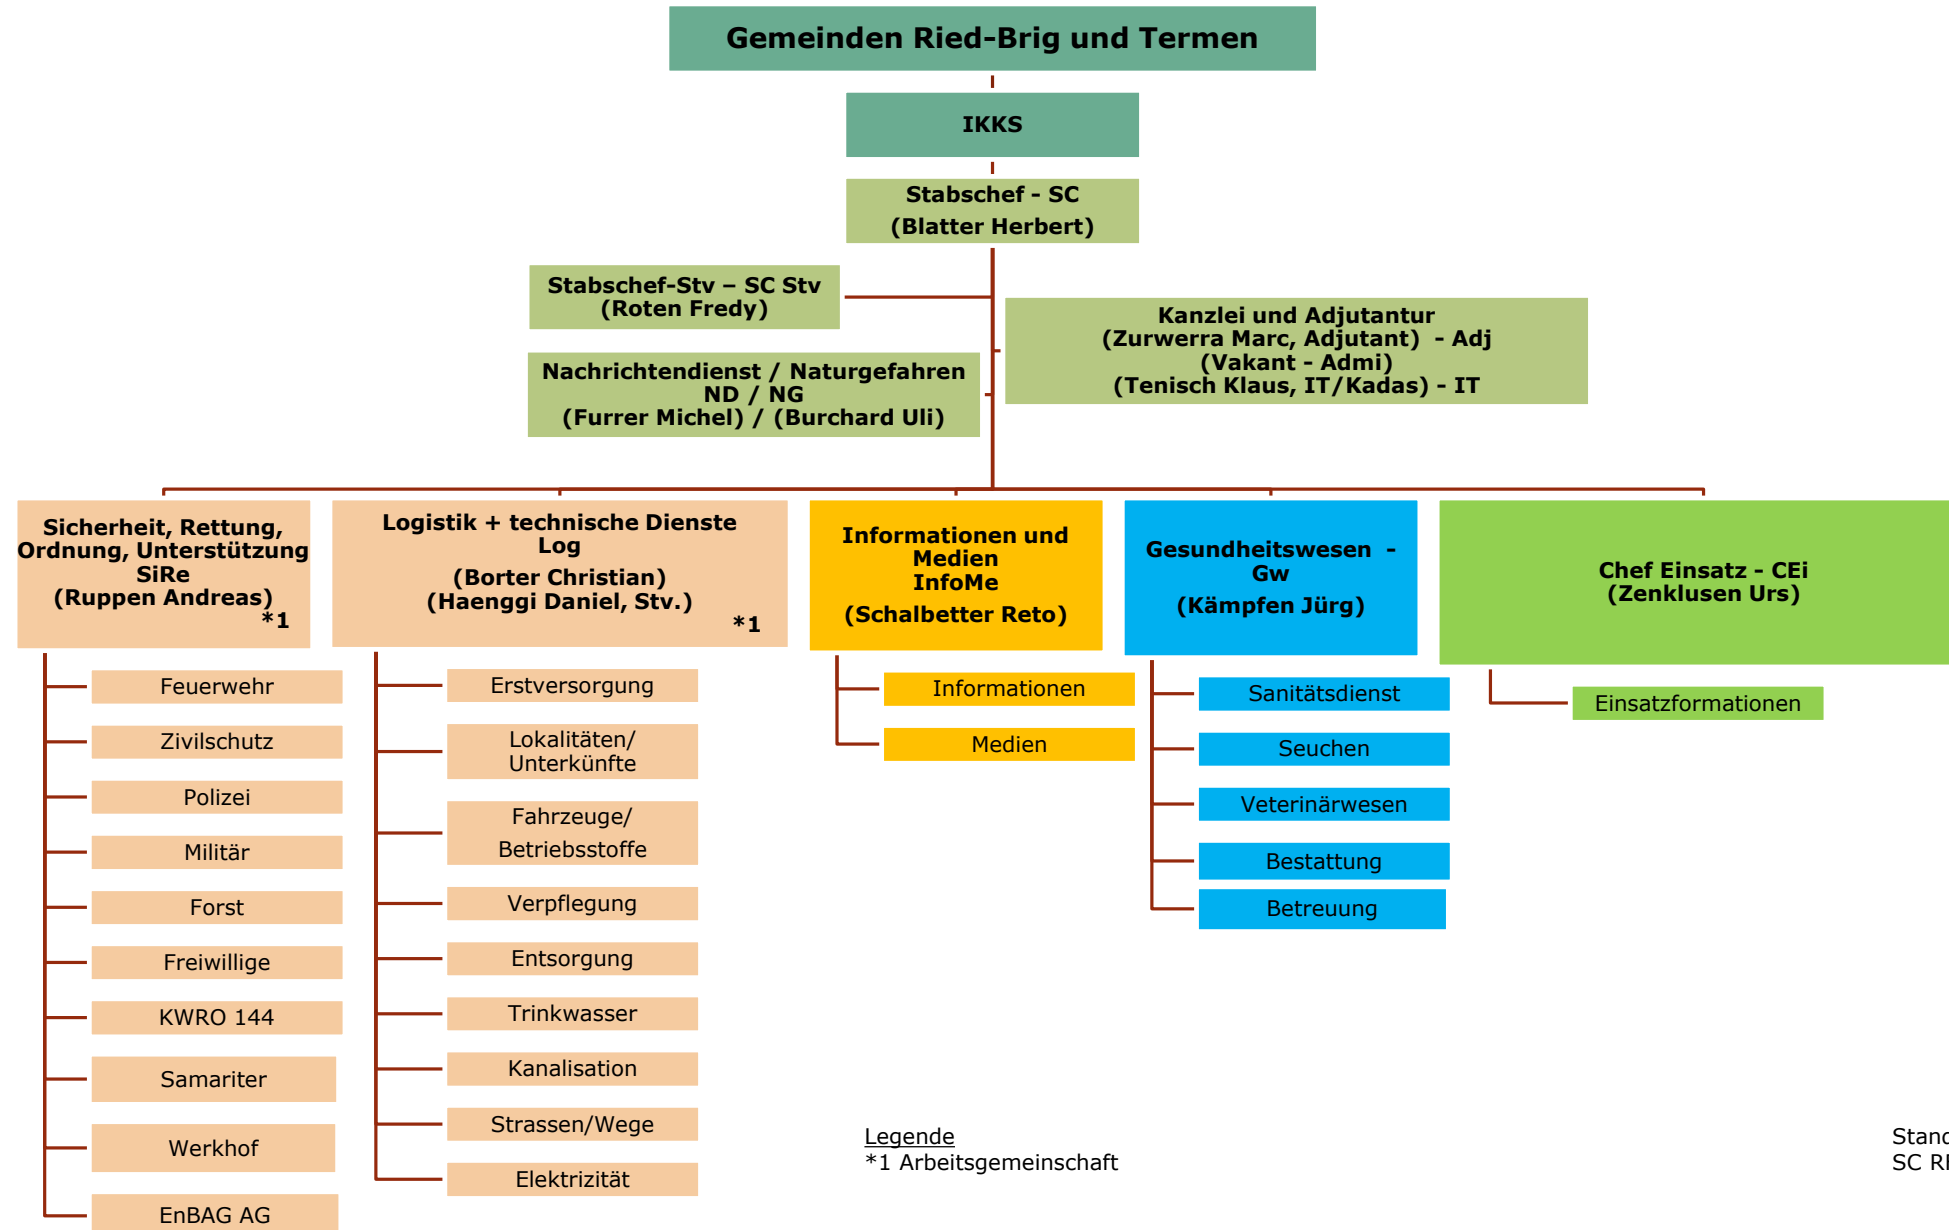 Gemeinden Ried-Brig und Termen
IKKS
Stabschef - SC
(Blatter Herbert)
Stabschef-Stv – SC Stv
(Roten Fredy)
Kanzlei und Adjutantur
(Zurwerra Marc, Adjutant)  - Adj
(Vakant - Admi)
(Tenisch Klaus, IT/Kadas) - IT
Nachrichtendienst / Naturgefahren
ND / NG
(Furrer Michel) / (Burchard Uli)
Sicherheit, Rettung,
Ordnung, Unterstützung
SiRe
(Ruppen Andreas)
*1
Feuerwehr
Zivilschutz
Polizei
Militär
Forst
Freiwillige
KWRO 144
Samariter
Werkhof
EnBAG AG
Logistik + technische Dienste
Log
(Borter Christian)
(Haenggi Daniel, Stv.)
*1
Erstversorgung
Lokalitäten/
Unterkünfte
Fahrzeuge/
Betriebsstoffe
Verpflegung
Entsorgung
Trinkwasser
Kanalisation
Strassen/Wege
Elektrizität
Informationen und
Medien
InfoMe
(Schalbetter Reto)
Informationen
Medien
Gesundheitswesen  -
Gw
(Kämpfen Jürg)
Sanitätsdienst
Seuchen
Veterinärwesen
Bestattung
Betreuung
Chef Einsatz - CEi
(Zenklusen Urs)
Einsatzformationen
Legende
*1 Arbeitsgemeinschaft
SC